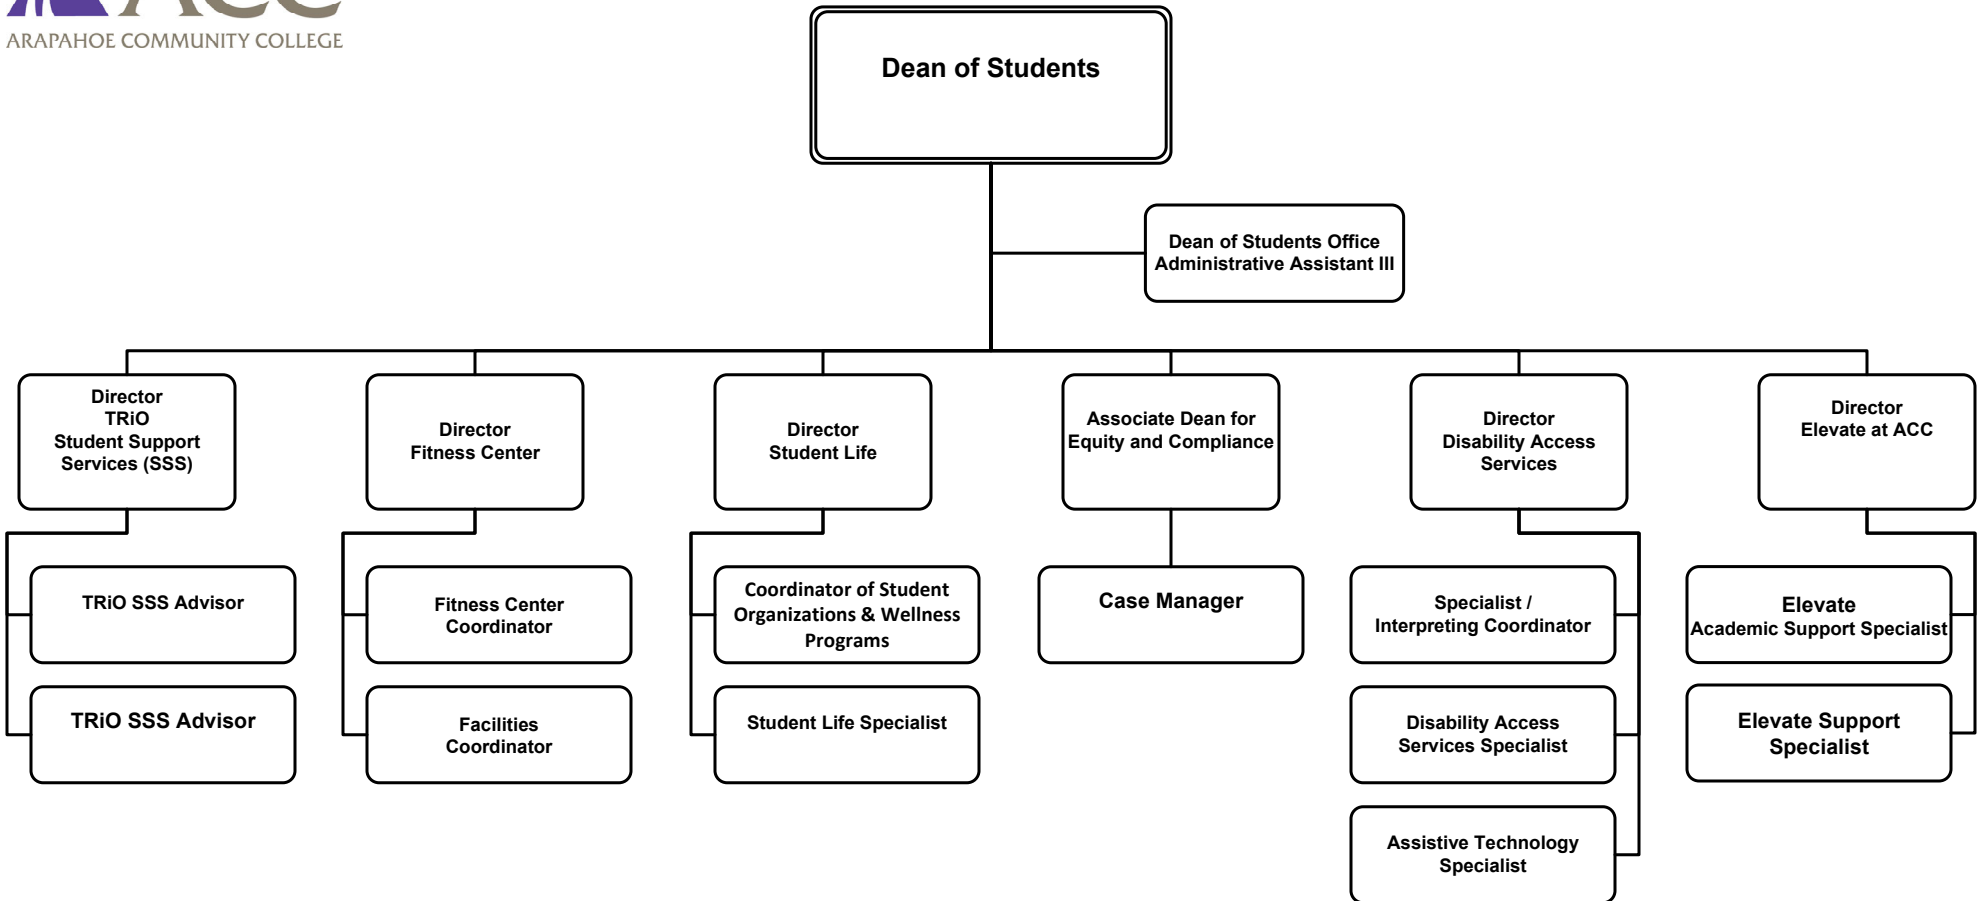 ACC
ARAPAHOE COMMUNITY COLLEGE
Dean of Students
Dean of Students Office
Administrative Assistant III
Director
TRiO
Student Support
Services (SSS)
Director
Fitness Center
Director
Student Life
Associate Dean for
Equity and Compliance
Director
Disability Access
Services
Director
Elevate at ACC
TRiO SSS Advisor
TRiO SSS Advisor
Fitness Center
Coordinator
Facilities
Coordinator
Coordinator of Student
Organizations & Wellness
Programs
Student Life Specialist
Case Manager
Specialist /
Interpreting Coordinator
Disability Access
Services Specialist
Assistive Technology
Specialist
Elevate
Academic Support Specialist
Elevate Support
Specialist